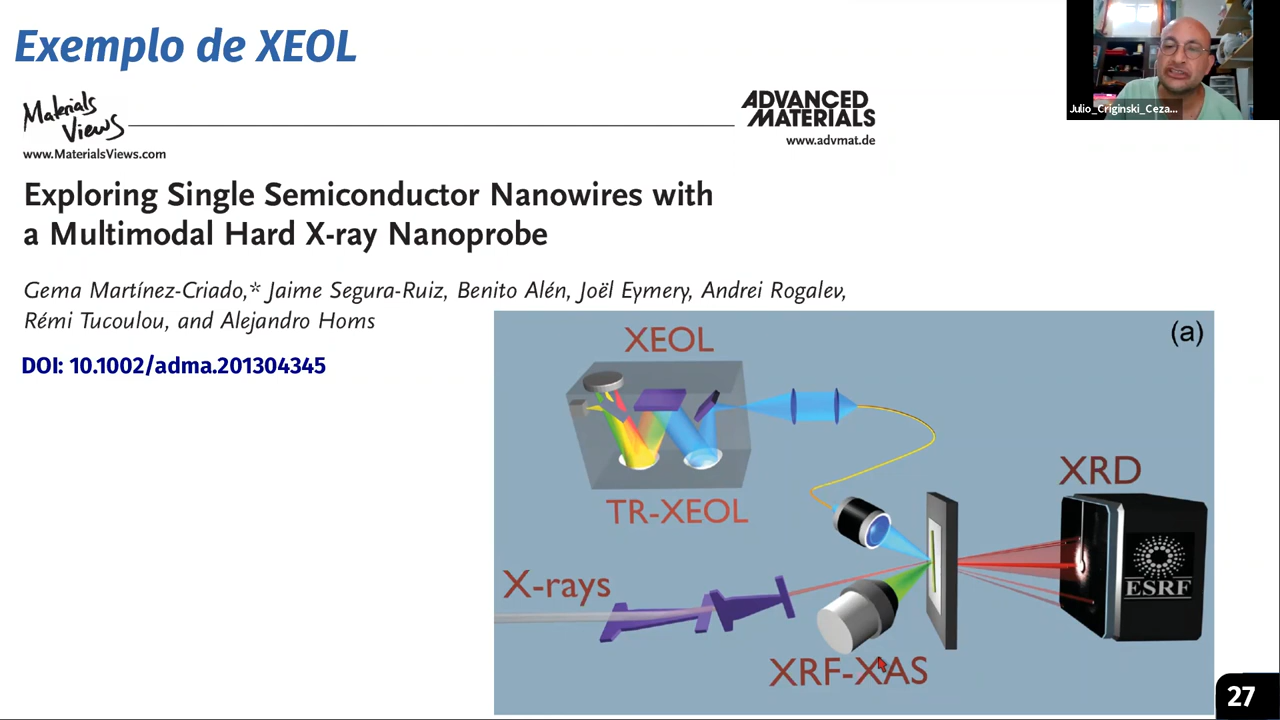 Exemplo de XEOL
Julio_Criginski_Ceza...
Materials
Views
www.MaterialsViews.com
ADVANCED
MATERIALS
www.advmat.de
Exploring Single Semiconductor Nanowires with
a Multimodal Hard X-ray Nanoprobe
Gema Martínez-Criado,* Jaime Segura-Ruiz, Benito Alén, Joël Eymery, Andrei Rogalev,
Rémi Tucoulou, and Alejandro Homs
DOI: 10.1002/adma.201304345
(a)
XEOL
TR-XEOL
XRD
ESRF
X-rays
XRF-XAS
27